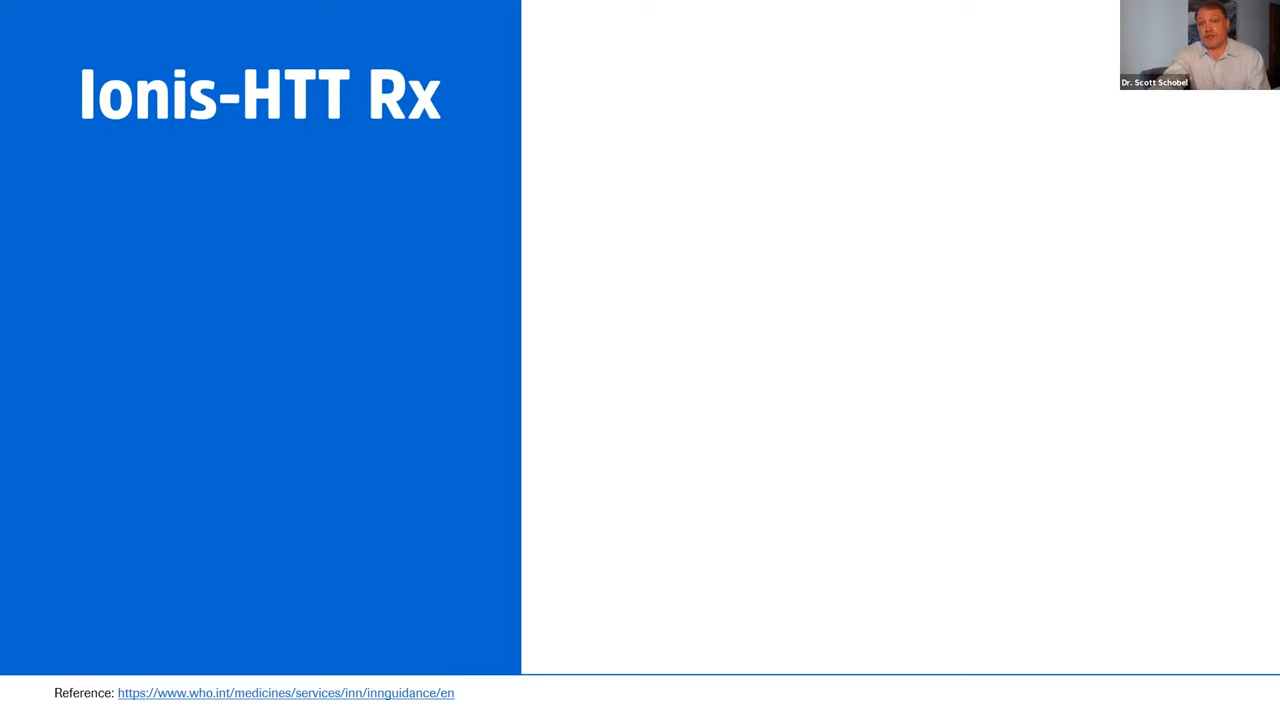 Ionis-HTT Rx
Dr. Scott Schobel
Reference: https://www.who.int/medicines/services/inn/innguidance/en